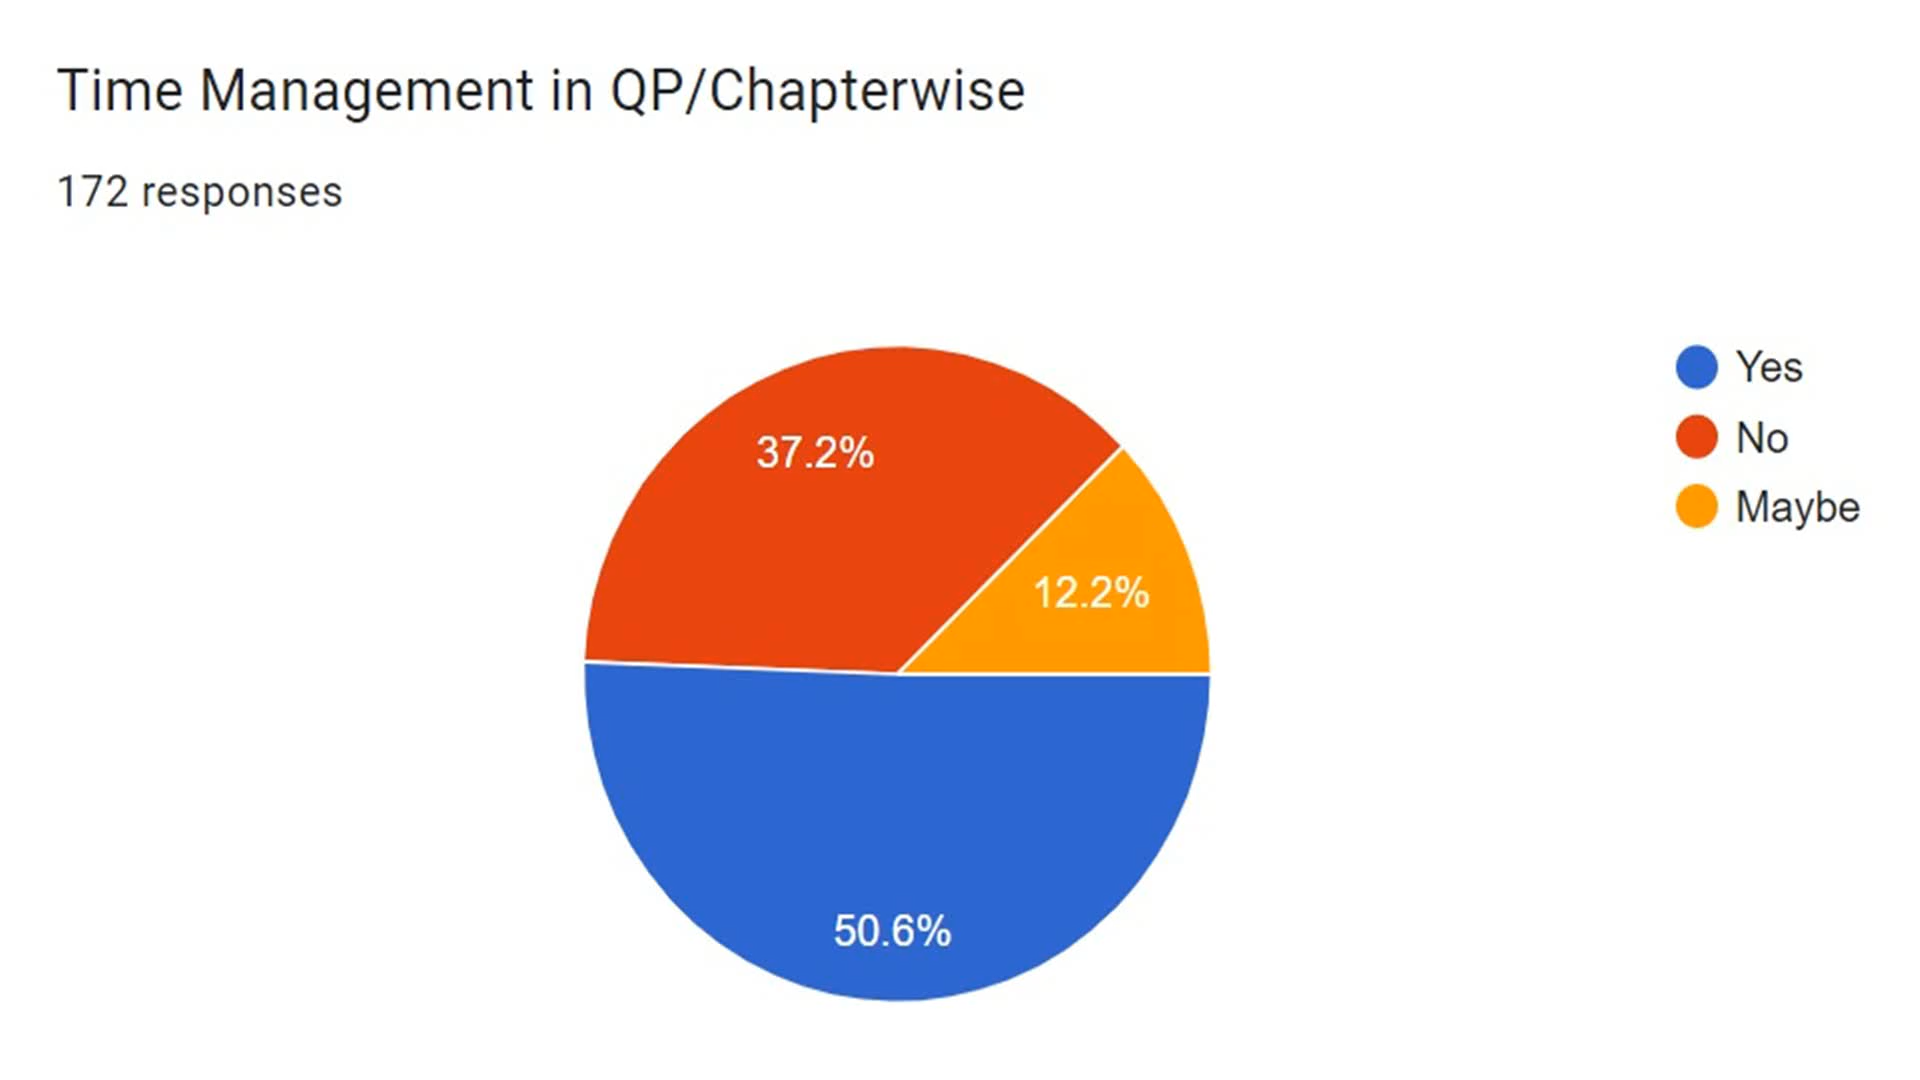 Time Management in QP/Chapterwise
172 responses
Yes
No
Maybe
37.2%
12.2%
50.6%